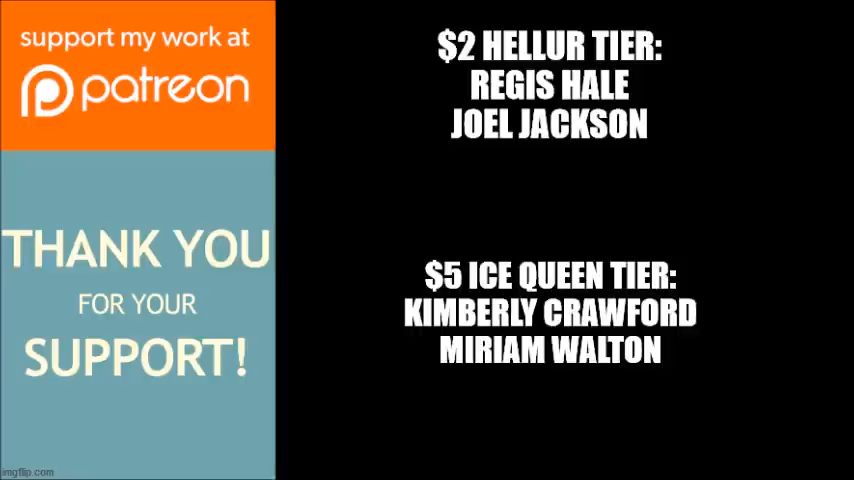 support my work at
patreon
THANK YOU
FOR YOUR
SUPPORT!
imgflip.com
$2 HELLUR TIER:
REGIS HALE
JOEL JACKSON
$5 ICE QUEEN TIER:
KIMBERLY CRAWFORD
MIRIAM WALTON